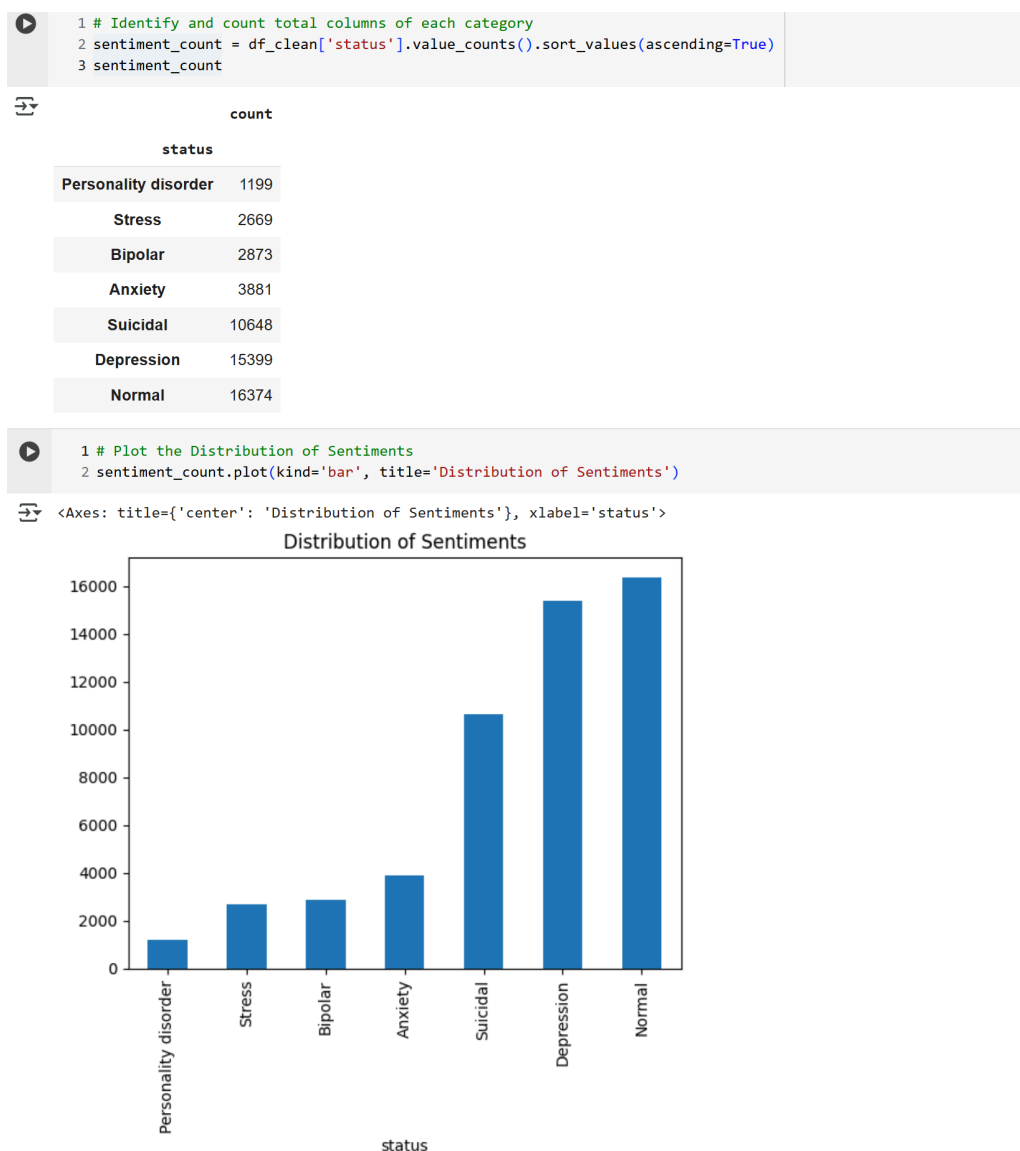 1 # Identify and count total columns of each category
2 sentiment_count = df_clean['status'].value_counts().sort_values(ascending=True)
3 sentiment_count
count
status
Personality disorder 1199
Stress 2669
Bipolar 2873
Anxiety 3881
Suicidal 10648
Depression 15399
Normal 16374
1 # Plot the Distribution of Sentiments
2 sentiment_count.plot(kind='bar', title='Distribution of Sentiments')
<Axes: title={'center': 'Distribution of Sentiments'}, xlabel='status'>
Distribution of Sentiments
16000
14000
12000
10000
8000
6000
4000
2000
0
Personality disorder
Stress
Bipolar
Anxiety
Suicidal
Depression
Normal
status